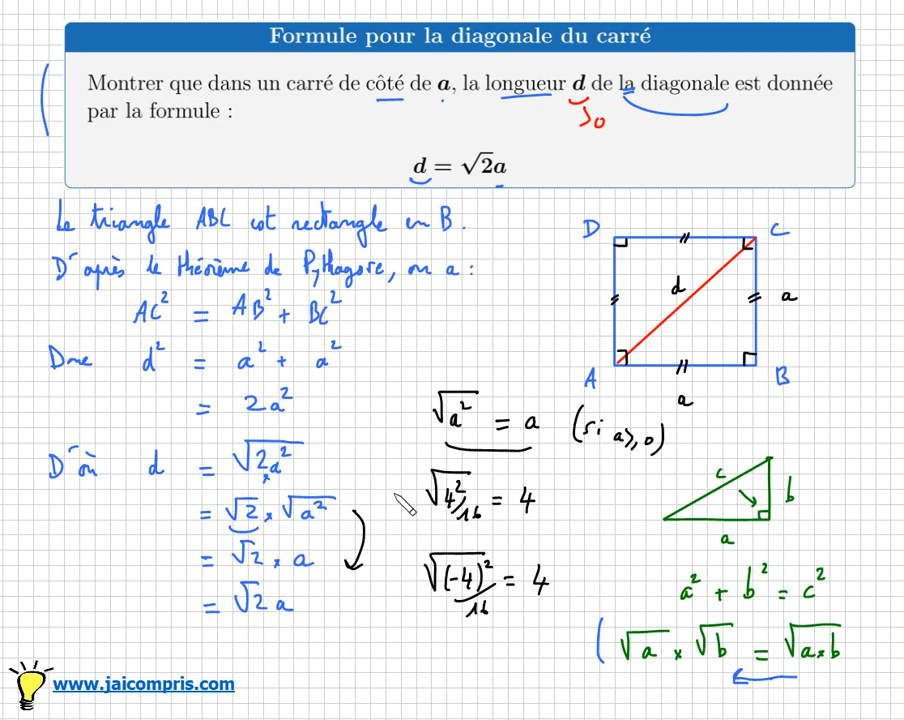 Formule pour la diagonale du carré
Montrer que dans un carré de côté de a, la longueur d de la diagonale est donnée
par la formule :
≥0
d = √2a
Le triangle ABC est rectangle en B.
D'après le théorème de Pythagore, on a :
AC² = AB² + BC²
Donc d² = a² + a²
= 2a²
D'où d = √2×a²
= √2 × √a²
= √2 × a
= √2 a
√a² = a (si a≥0)
√4² = 4
16
√(-4)² = 4
16
D C
d a
A B
a
c b
a
a² + b² = c²
√a × √b = √a×b
www.jaicompris.com